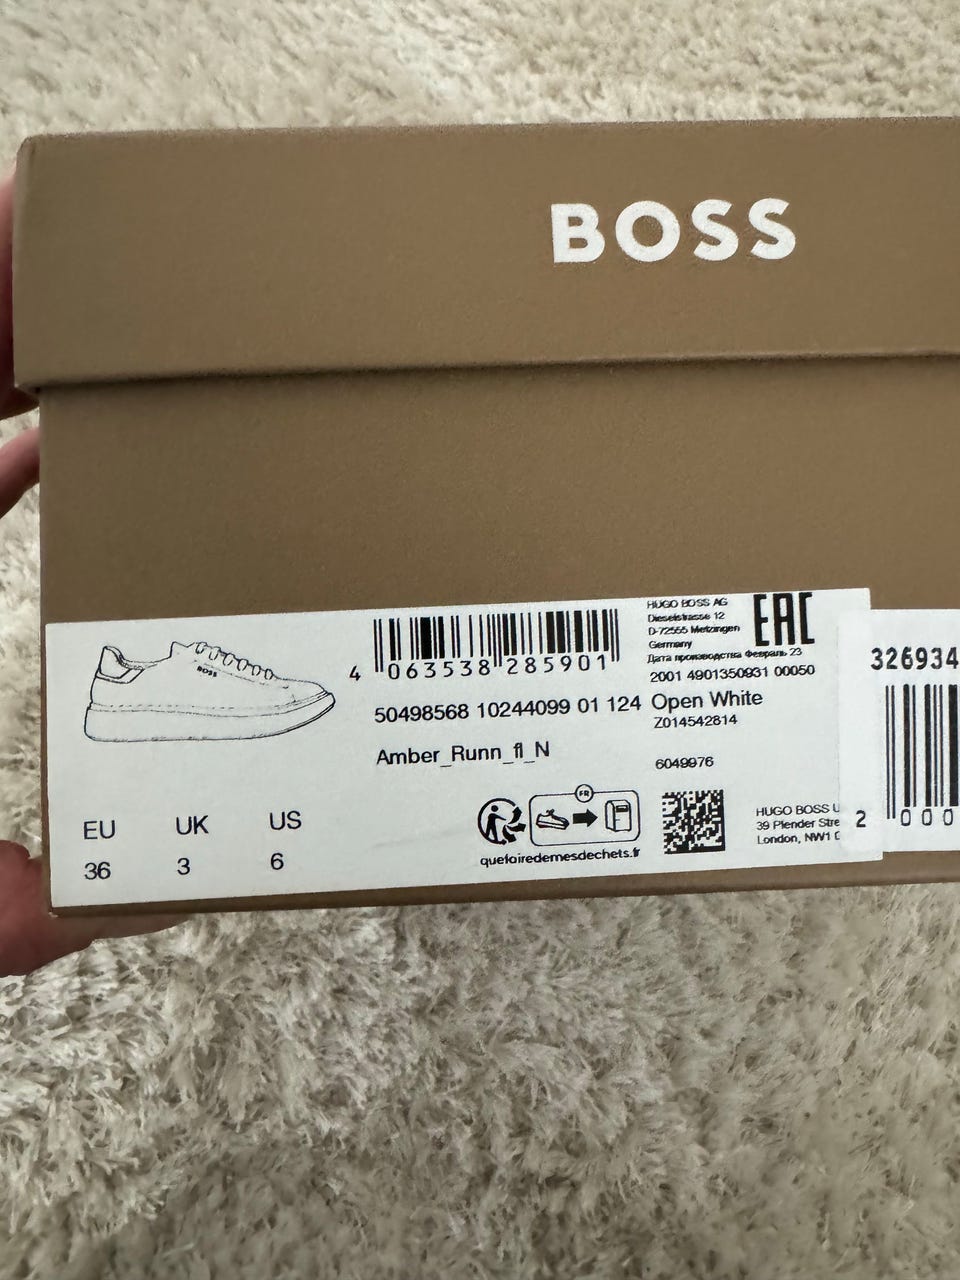 BOSS
BOSS
4 063538 285901
50498568 10244099 01 124 Open White
Z014542814
Amber_Runn_fl_N
6049976
HUGO BOSS AG
Dieselstrasse 12
D-72555 Metzingen
Germany
Дата производства Февраль 23
2001 4901350931 00050
EAC
EU UK US
36 3 6
FR
quefairedemesdechets.fr
HUGO BOSS U
39 Plender Stre
London, NW1
326934
2 000